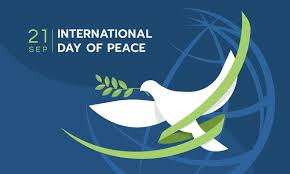 21
SEP
INTERNATIONAL
DAY OF PEACE